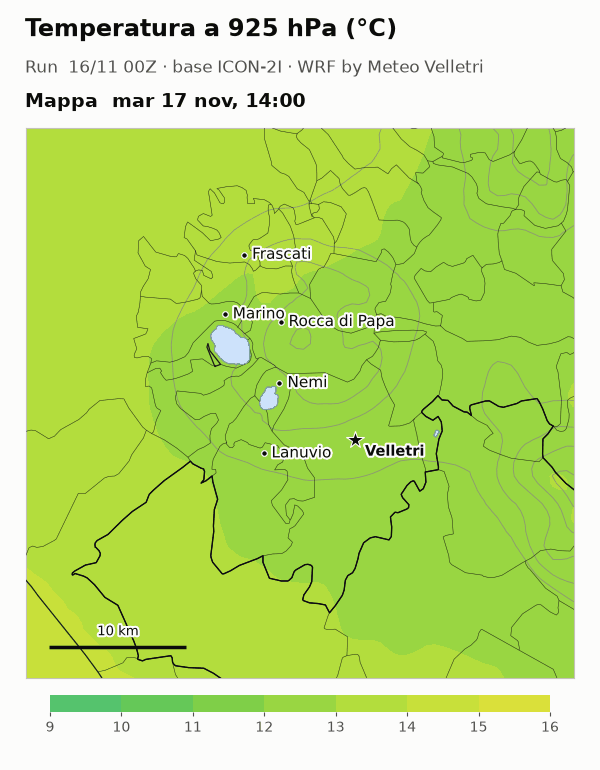 Temperatura a 925 hPa (°C)
Run  16/11 00Z · base ICON-2I · WRF by Meteo Velletri
Mappa  mar 17 nov, 14:00
Frascati
Marino
Rocca di Papa
Nemi
Velletri
Lanuvio
10 km
9 10 11 12 13 14 15 16